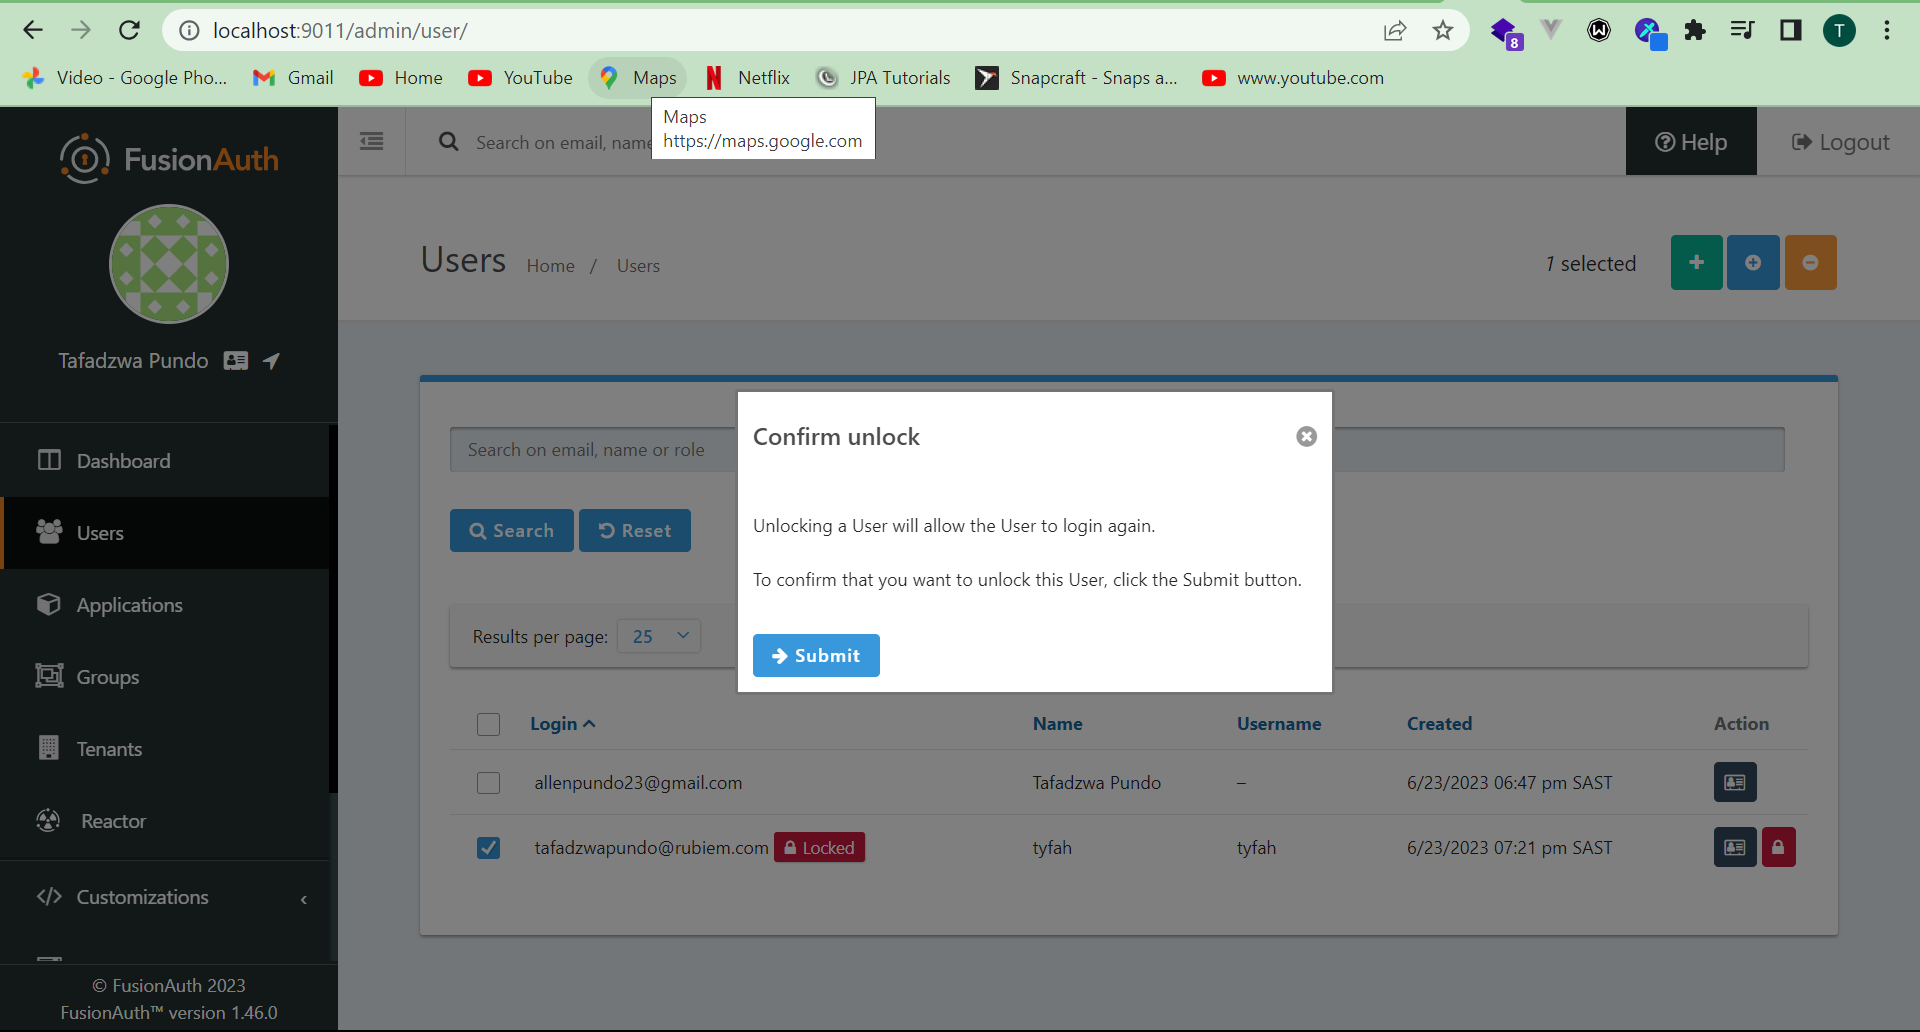 localhost:9011/admin/user/
8
T
Video - Google Pho...
Gmail
Home
YouTube
Maps
Netflix
JPA Tutorials
Snapcraft - Snaps a...
www.youtube.com
Maps
https://maps.google.com
FusionAuth
Search on email, name
Help
Logout
Tafadzwa Pundo
Users
Home / Users
1 selected
Dashboard
Users
Applications
Groups
Tenants
Reactor
Customizations
© FusionAuth 2023
FusionAuth™ version 1.46.0
Search on email, name or role
Search
Reset
Results per page: 25
Confirm unlock
Unlocking a User will allow the User to login again.
To confirm that you want to unlock this User, click the Submit button.
Submit
Login Name Username Created Action
allenpundo23@gmail.com Tafadzwa Pundo – 6/23/2023 06:47 pm SAST
tafadzwapundo@rubiem.com Locked tyfah tyfah 6/23/2023 07:21 pm SAST